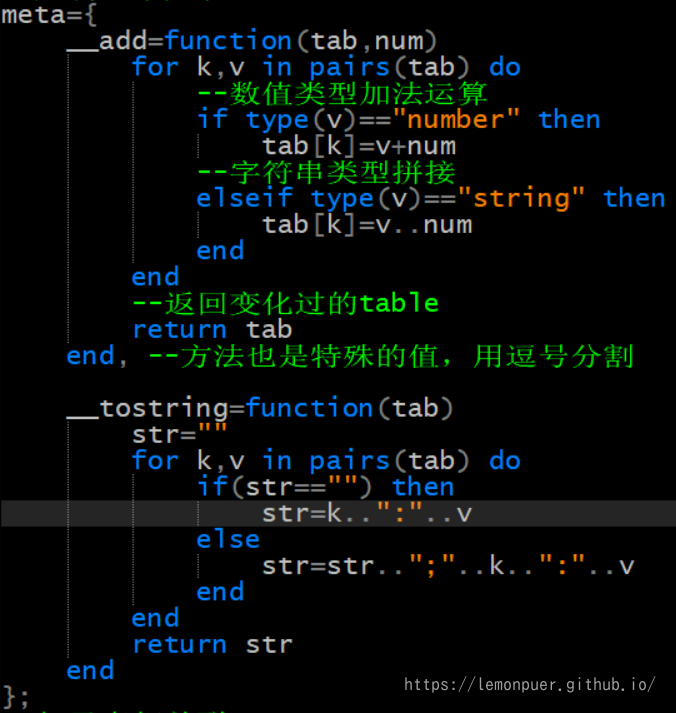 meta={
    __add=function(tab,num)
        for k,v in pairs(tab) do
            --数值类型加法运算
            if type(v)=="number" then
                tab[k]=v+num
            --字符串类型拼接
            elseif type(v)=="string" then
                tab[k]=v..num
            end
        end
        --返回变化过的table
        return tab
    end, --方法也是特殊的值，用逗号分割

    __tostring=function(tab)
        str=""
        for k,v in pairs(tab) do
            if(str=="") then
                str=k..":"..v
            else
                str=str..";"..k..":"..v
            end
        end
        return str
    end
};
https://lemonpuer.github.io/